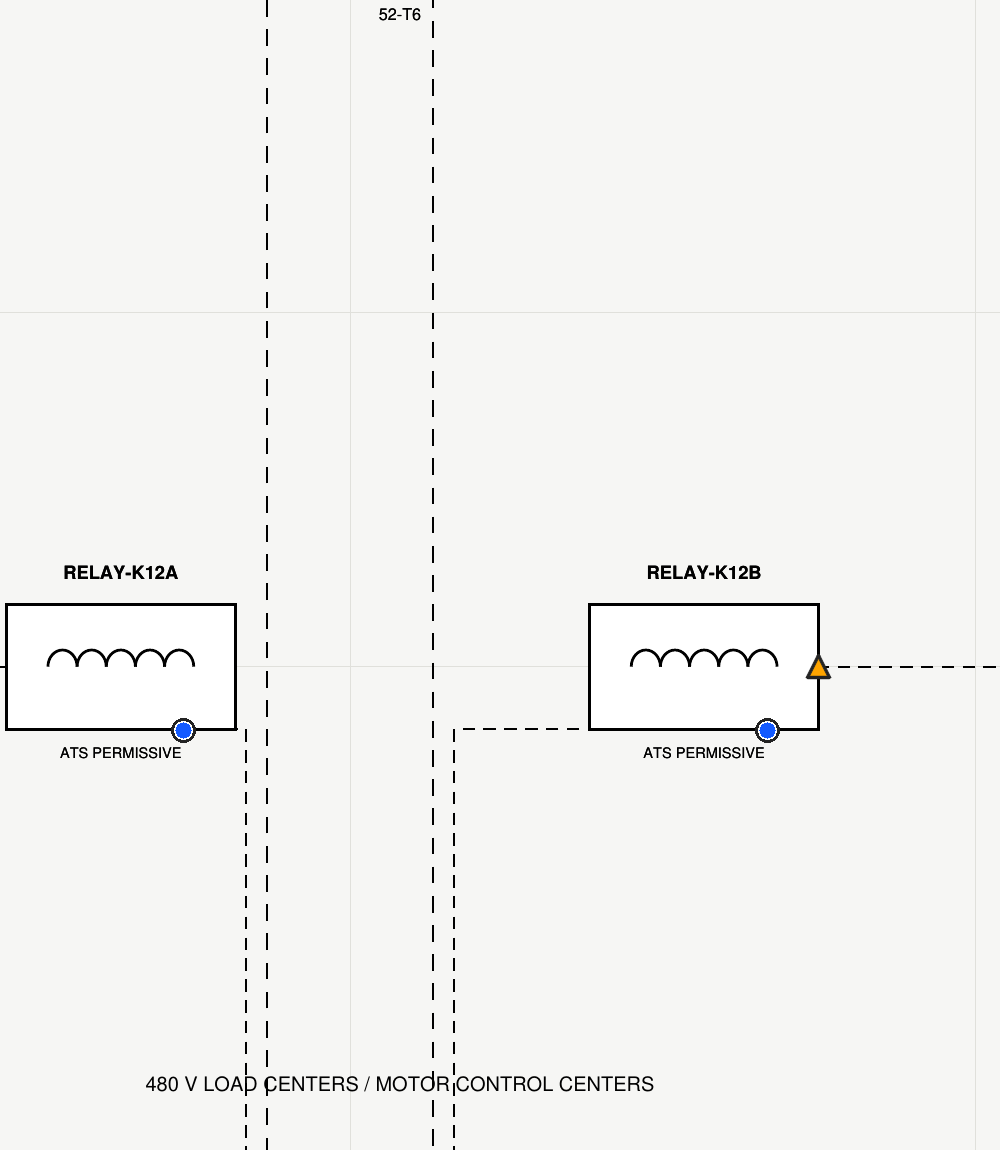 52-T6
RELAY-K12A
RELAY-K12B
ATS PERMISSIVE
ATS PERMISSIVE
480 V LOAD CENTERS / MOTOR CONTROL CENTERS